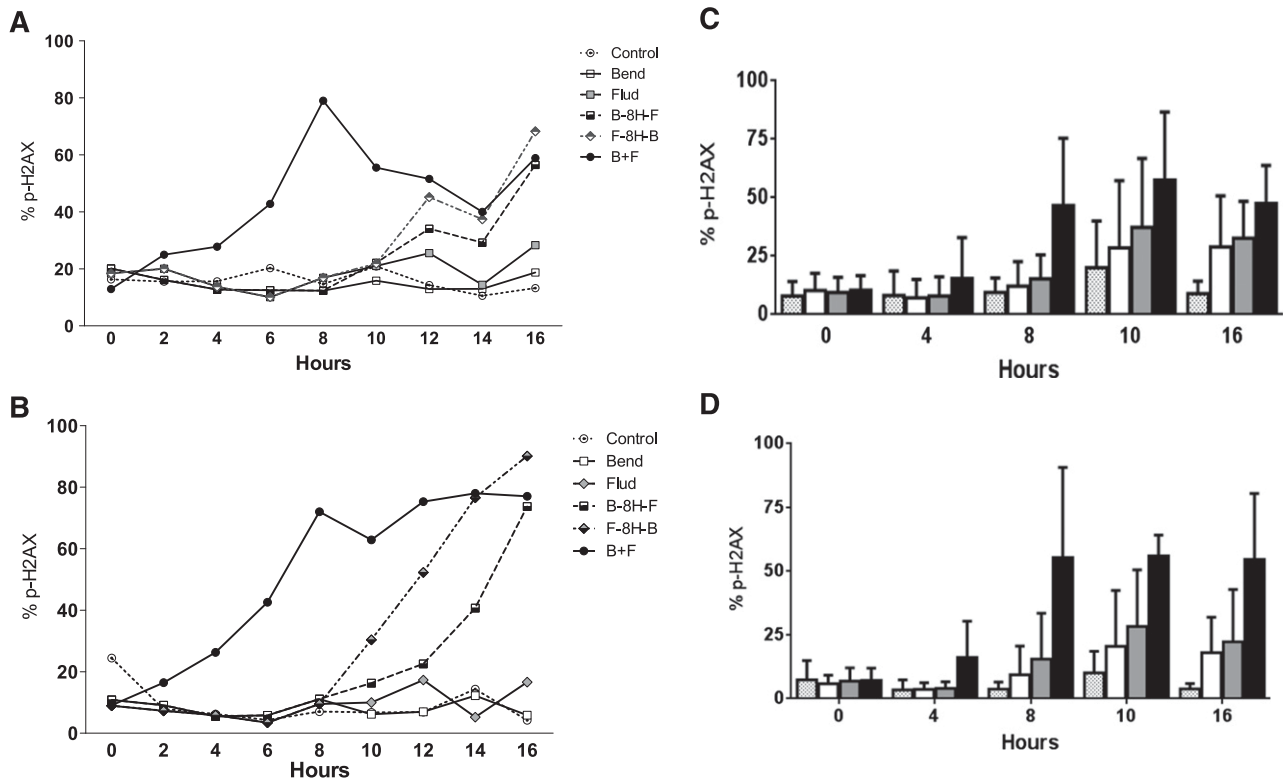 A
% p-H2AX
100
80
60
40
20
0
0 2 4 6 8 10 12 14 16
Hours
Control
Bend
Flud
B-8H-F
F-8H-B
B+F
B
% p-H2AX
100
80
60
40
20
0
0 2 4 6 8 10 12 14 16
Hours
Control
Bend
Flud
B-8H-F
F-8H-B
B+F
C
% p-H2AX
100
75
50
25
0
0 4 8 10 16
Hours
D
% p-H2AX
100
75
50
25
0
0 4 8 10 16
Hours